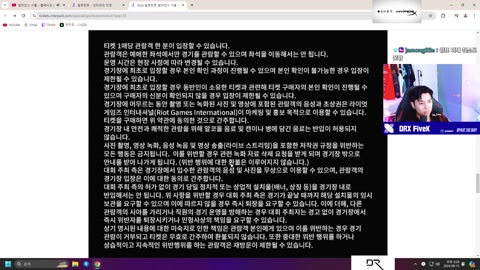 티켓 1매당 관람객 한 분이 입장할 수 있습니다.
관람객은 예매한 좌석에서만 경기를 관람할 수 있으며 좌석을 이동해서는 안 됩니다.
운영 시간은 현장 사정에 따라 변경될 수 있습니다.
경기장에 최초로 입장할 경우 본인 확인 과정이 진행될 수 있으며 본인 확인이 불가능한 경우 입장이
제한될 수 있습니다.
경기장에 최초로 입장할 경우 동반인이 소유한 티켓과 관련해 티켓 구매자의 본인 확인이 진행될 수
있으며 구매자의 신분이 확인되지 않을 경우 입장이 제한될 수 있습니다.
경기장에 머무르는 동안 촬영 또는 녹화된 사진 및 영상에 포함된 관람객의 음성과 초상권은 라이엇
게임즈 인터내셔널(Riot Games International)이 마케팅 및 홍보 목적으로 이용할 수 있습니다.
티켓을 구매하면 위 약관에 동의한 것으로 간주합니다.
경기장 내 안전과 쾌적한 관람을 위해 알코올 음료 및 캔이나 병에 담긴 음료는 반입이 허용되지
않습니다.
사진 촬영, 영상 녹화, 음성 녹음 및 영상 송출(라이브 스트리밍)을 포함한 저작권 규정을 위반하는
모든 행동은 금지됩니다. 이를 위반할 경우 관련 녹화 자료 삭제 요청을 받게 되며 경기장 밖으로
안내를 받아 나가게 됩니다. (위반 행위에 대한 환불은 이루어지지 않습니다.)
대회 주최 측은 경기장에서 입수한 관람객의 음성 및 사진을 무상으로 이용할 수 있으며, 관람객의
경기장 입장은 이에 대한 동의로 간주합니다.
대회 주최 측의 허가 없이 경기 당일 정치적 또는 상업적 설치물(배너, 상징 등)을 경기장 내로
반입해서는 안 됩니다. 위 사항을 위반할 경우 대회 주최 측은 경기가 끝날 때까지 해당 설치물의 임시
보관을 요구할 수 있으며 이에 따르지 않을 경우 즉시 퇴장을 요구할 수 있습니다. 이에 더해, 다른
관람객의 시야를 가리거나 직원의 경기 운영을 방해하는 경우 대회 주최자는 경고 없이 경기장에서
즉시 위반자를 퇴장시키거나 민형사상의 책임을 물을 수 있습니다.
상기 명시된 내용에 대한 미숙지로 인한 책임은 관람객 본인에게 있으며 이를 위반하는 경우 경기
관람이 거부되고 티켓은 무효로 간주하며 환불되지 않습니다. 또한 중대한 위반 행위를 하거나
상습적이고 지속적인 위반행위를 하는 관람객은 재방문이 제한될 수 있습니다.
DRX FiveK
HYPERX